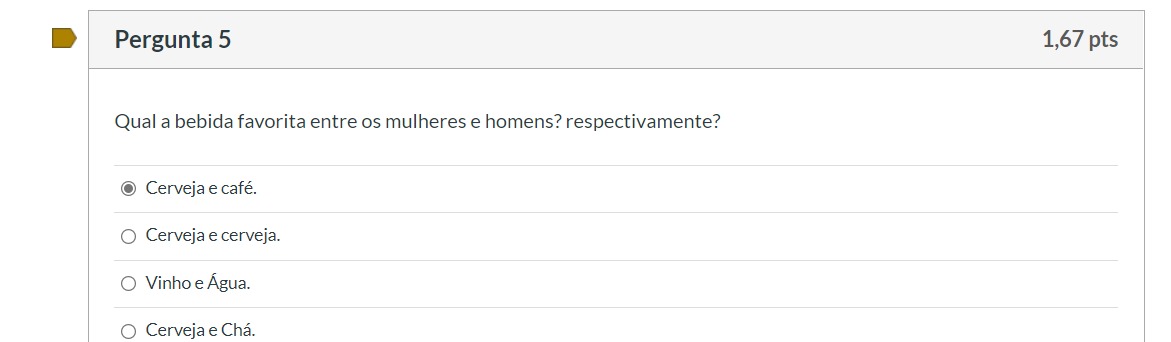 Pergunta 5
1,67 pts
Qual a bebida favorita entre os mulheres e homens? respectivamente?
Cerveja e café.
Cerveja e cerveja.
Vinho e Água.
Cerveja e Chá.